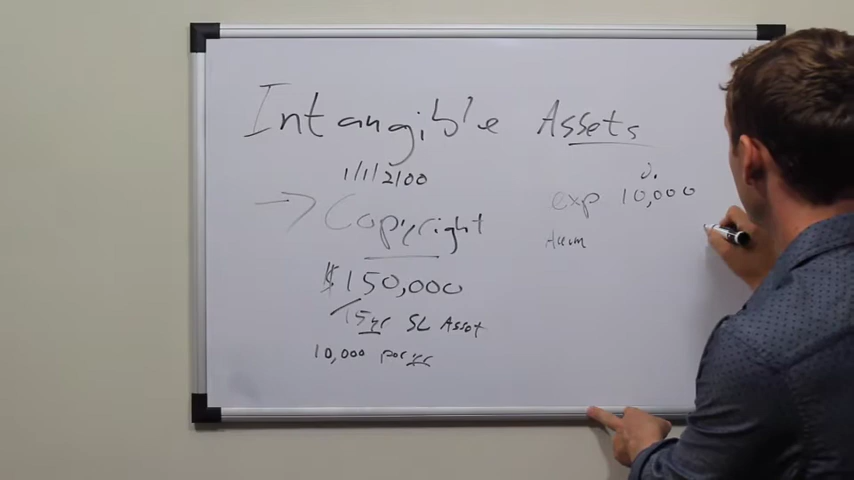 Intangible Assets
1/1/2100
→ Copyright
$150,000
15yr SL Asset
10,000 per yr
D.
exp 10,000
Accum